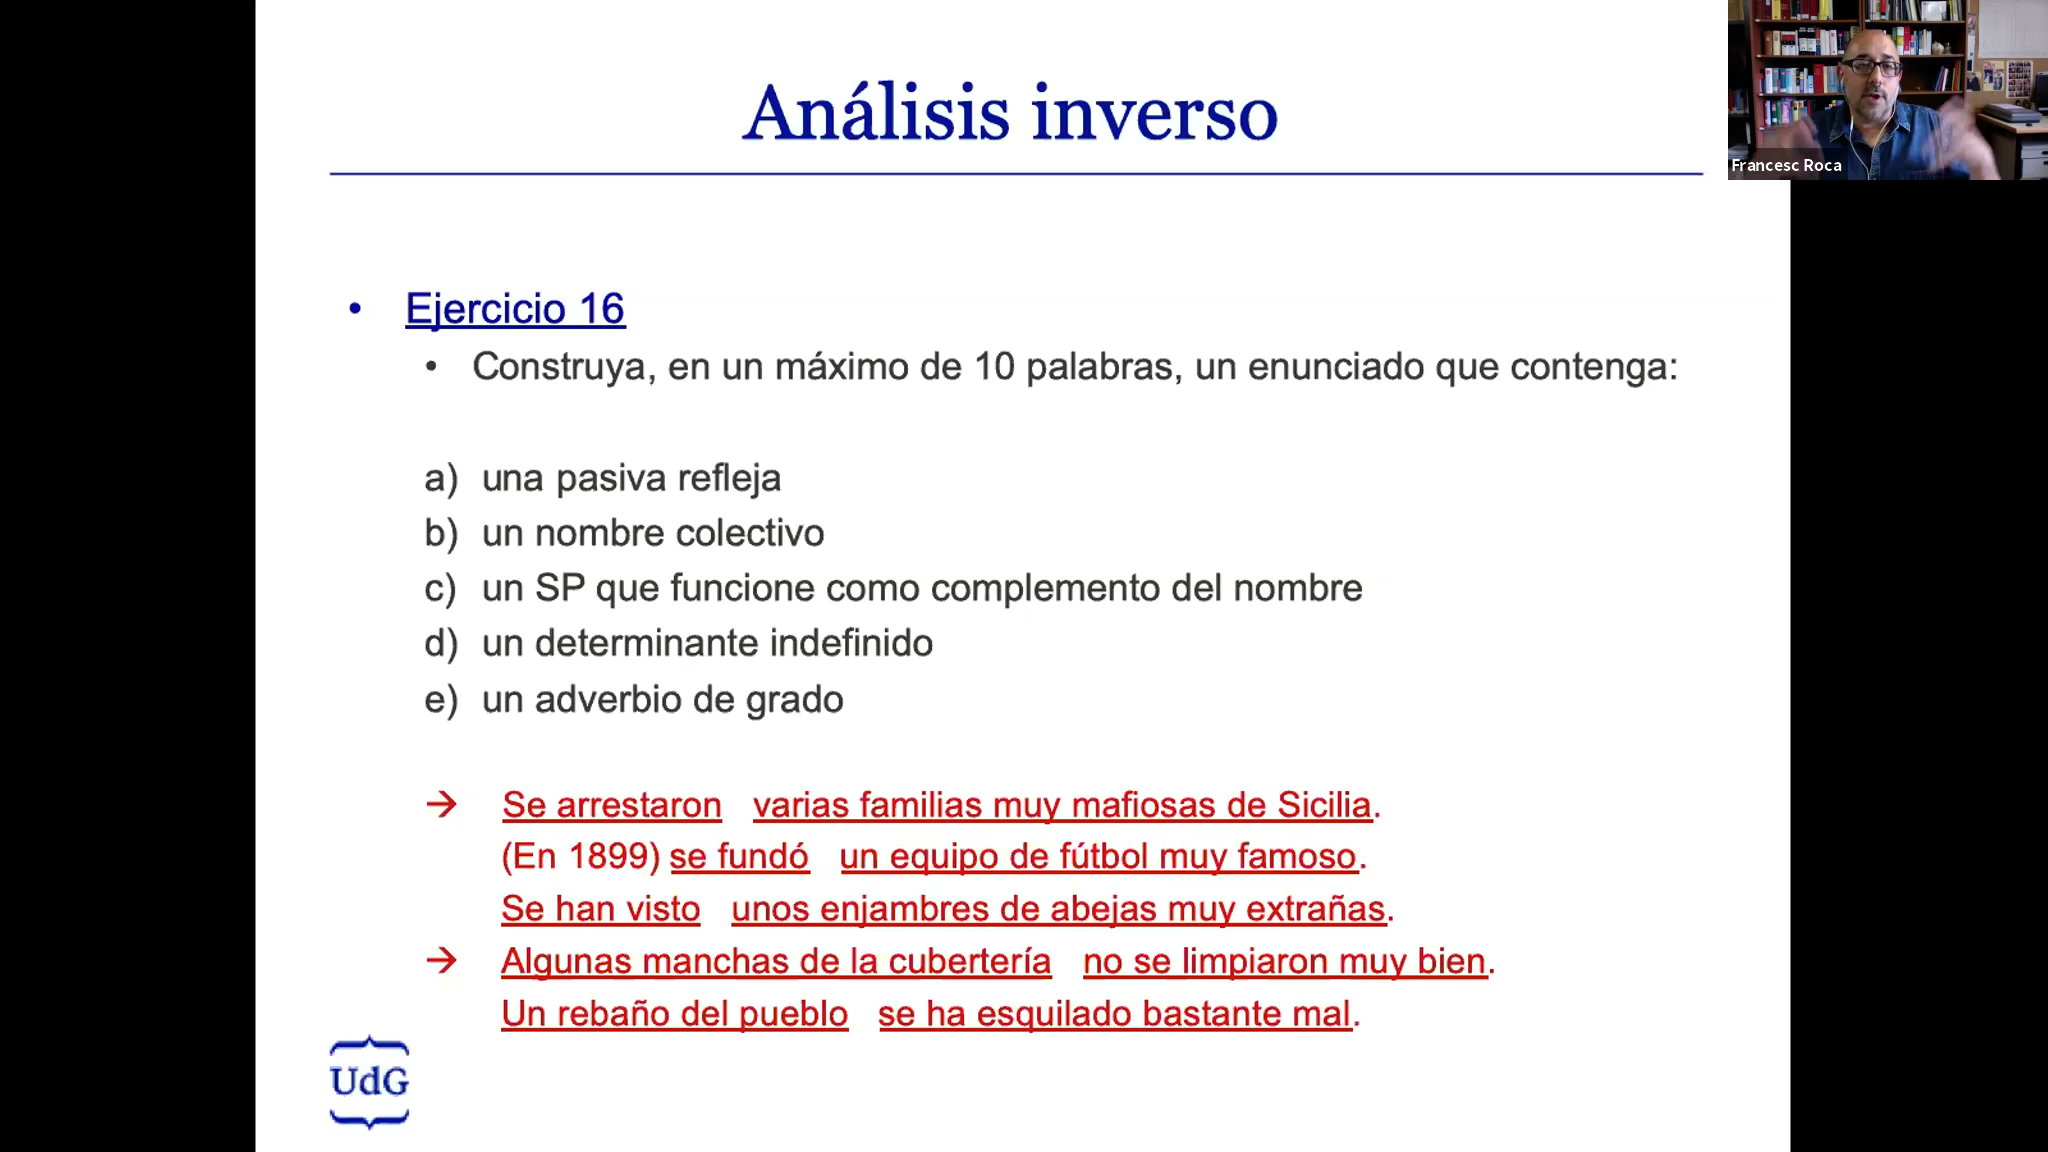 Análisis inverso
Francesc Roca
• Ejercicio 16
• Construya, en un máximo de 10 palabras, un enunciado que contenga:
a) una pasiva refleja
b) un nombre colectivo
c) un SP que funcione como complemento del nombre
d) un determinante indefinido
e) un adverbio de grado
→ Se arrestaron varias familias muy mafiosas de Sicilia.
(En 1899) se fundó un equipo de fútbol muy famoso.
Se han visto unos enjambres de abejas muy extrañas.
→ Algunas manchas de la cubertería no se limpiaron muy bien.
Un rebaño del pueblo se ha esquilado bastante mal.
UdG